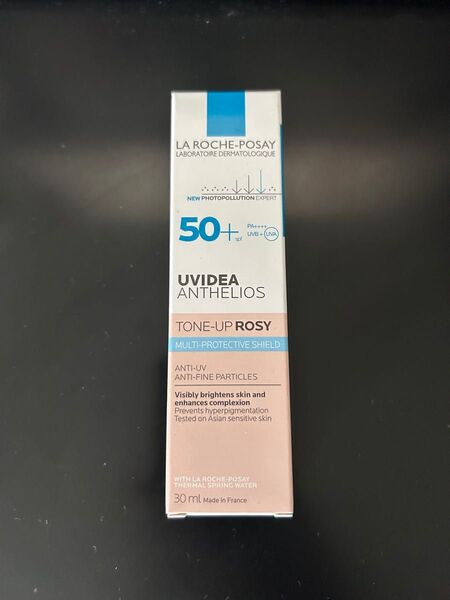 LA ROCHE-POSAY
LABORATOIRE DERMATOLOGIQUE
NEW PHOTOPOLLUTION EXPERT
50+ spf
PA++++
UVB + UVA
UVIDEA
ANTHELIOS
TONE-UP ROSY
MULTI-PROTECTIVE SHIELD
ANTI-UV
ANTI-FINE PARTICLES
Visibly brightens skin and
enhances complexion
Prevents hyperpigmentation
Tested on Asian sensitive skin
WITH LA ROCHE-POSAY
THERMAL SPRING WATER
30 ml Made in France